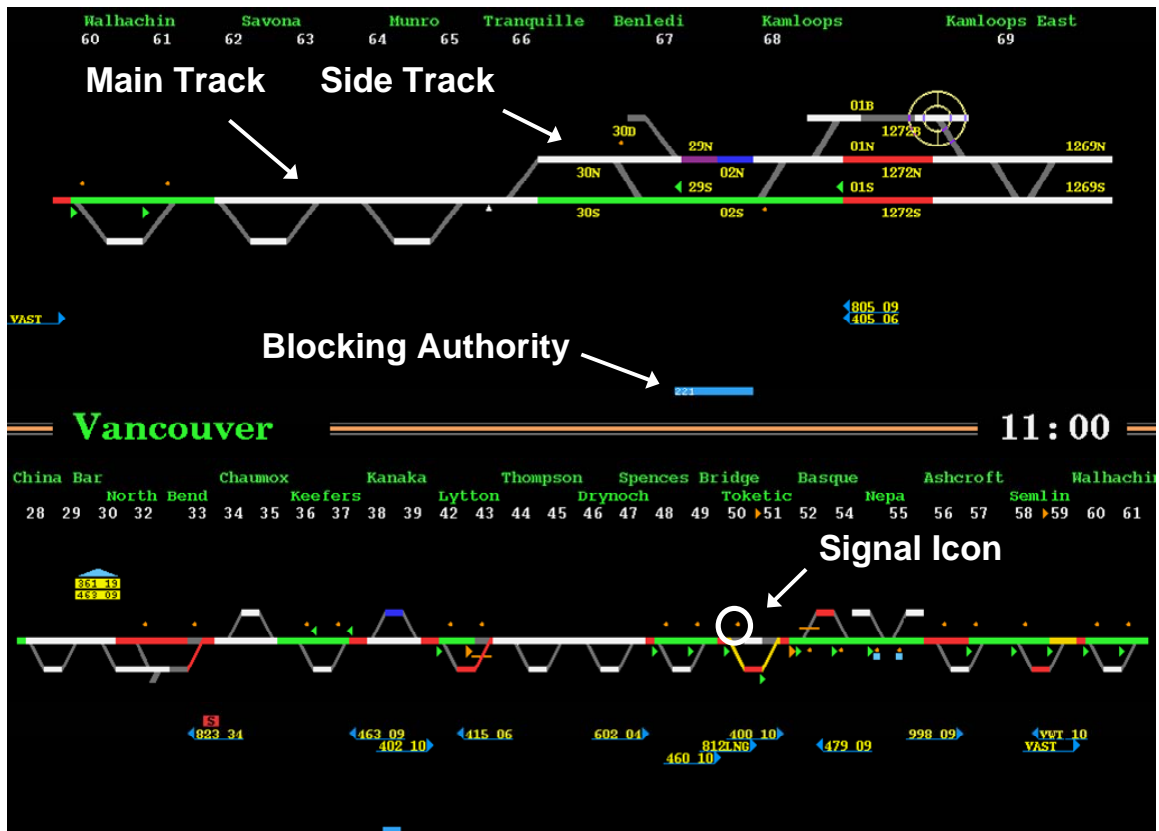 Walhachin Savona Munro Tranquille Benledi Kamloops Kamloops East
60 61 62 63 64 65 66 67 68 69
Main Track Side Track
01B
30D 1272B
29N 01N 1269N
30N 02N 1272N
29S 01S 1269S
30S 02S 1272S
VAST 805 09
405 06
Blocking Authority
221
Vancouver 11:00
China Bar Chaumox Kanaka Thompson Spences Bridge Basque Ashcroft Walhachin
North Bend Keefers Lytton Drynoch Toketic Nepa Semlin
28 29 30 32 33 34 35 36 37 38 39 42 43 44 45 46 47 48 49 50 51 52 54 55 56 57 58 59 60 61
Signal Icon
861 19
463 09
S
823 34 463 09 415 06 602 04 400 10 998 09 VWT 10
402 10 812LNG 479 09 VAST
460 10